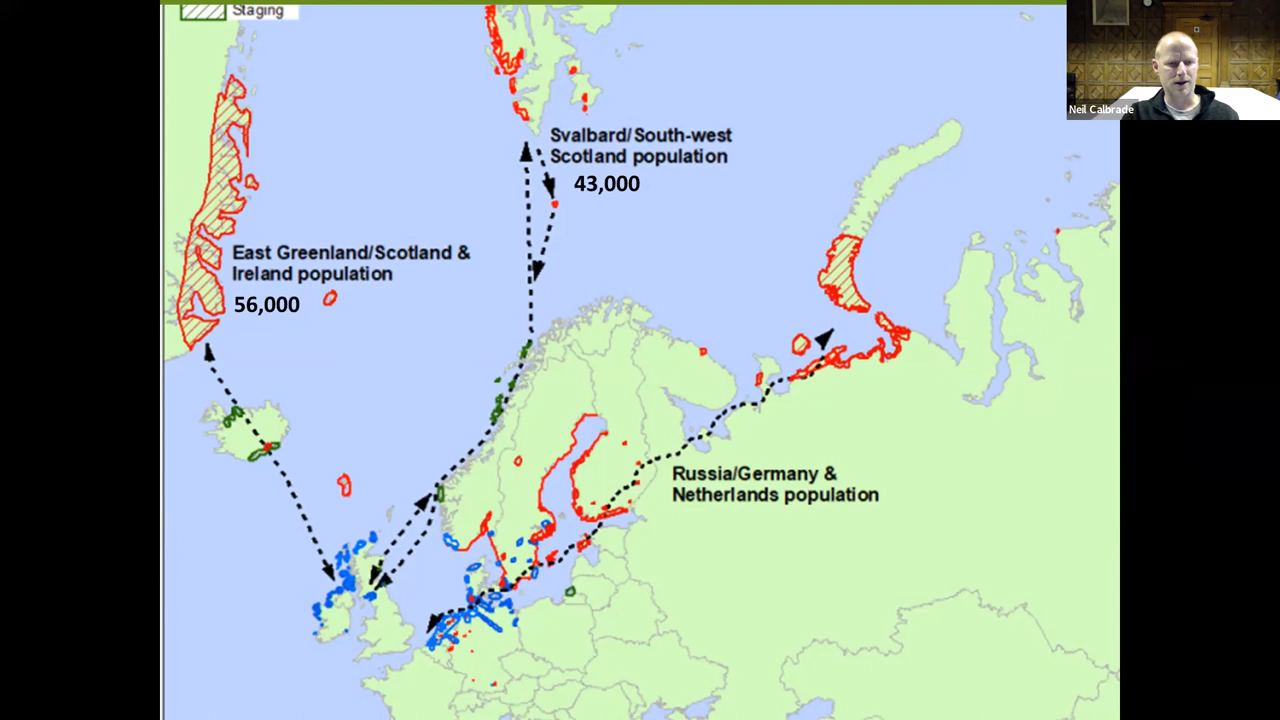 Staging
Neil Calbrade
Svalbard/South-west
Scotland population
43,000
East Greenland/Scotland &
Ireland population
56,000
Russia/Germany &
Netherlands population